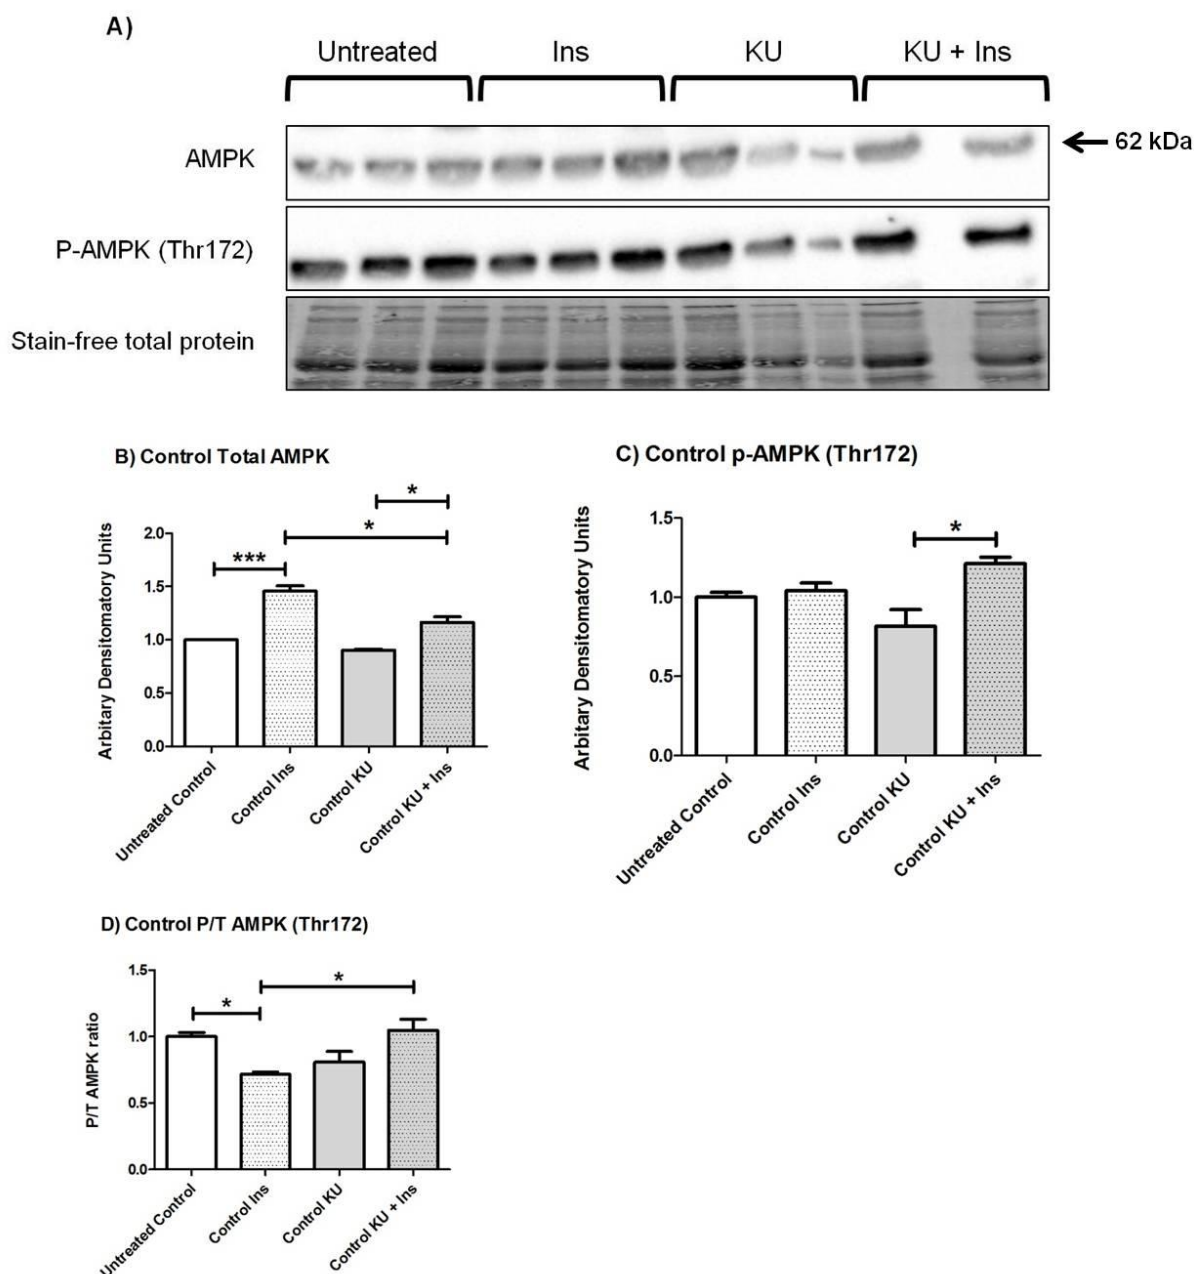 A)
Untreated Ins KU KU + Ins
AMPK
62 kDa
P-AMPK (Thr172)
Stain-free total protein
B) Control Total AMPK
Arbitary Densitomatory Units
2.0
1.5
1.0
0.5
0.0
***
*
*
Untreated Control
Control Ins
Control KU
Control KU + Ins
C) Control p-AMPK (Thr172)
Arbitary Densitomatory Units
1.5
1.0
0.5
0.0
*
Untreated Control
Control Ins
Control KU
Control KU + Ins
D) Control P/T AMPK (Thr172)
P/T AMPK ratio
1.5
1.0
0.5
0.0
*
*
Untreated Control
Control Ins
Control KU
Control KU + Ins